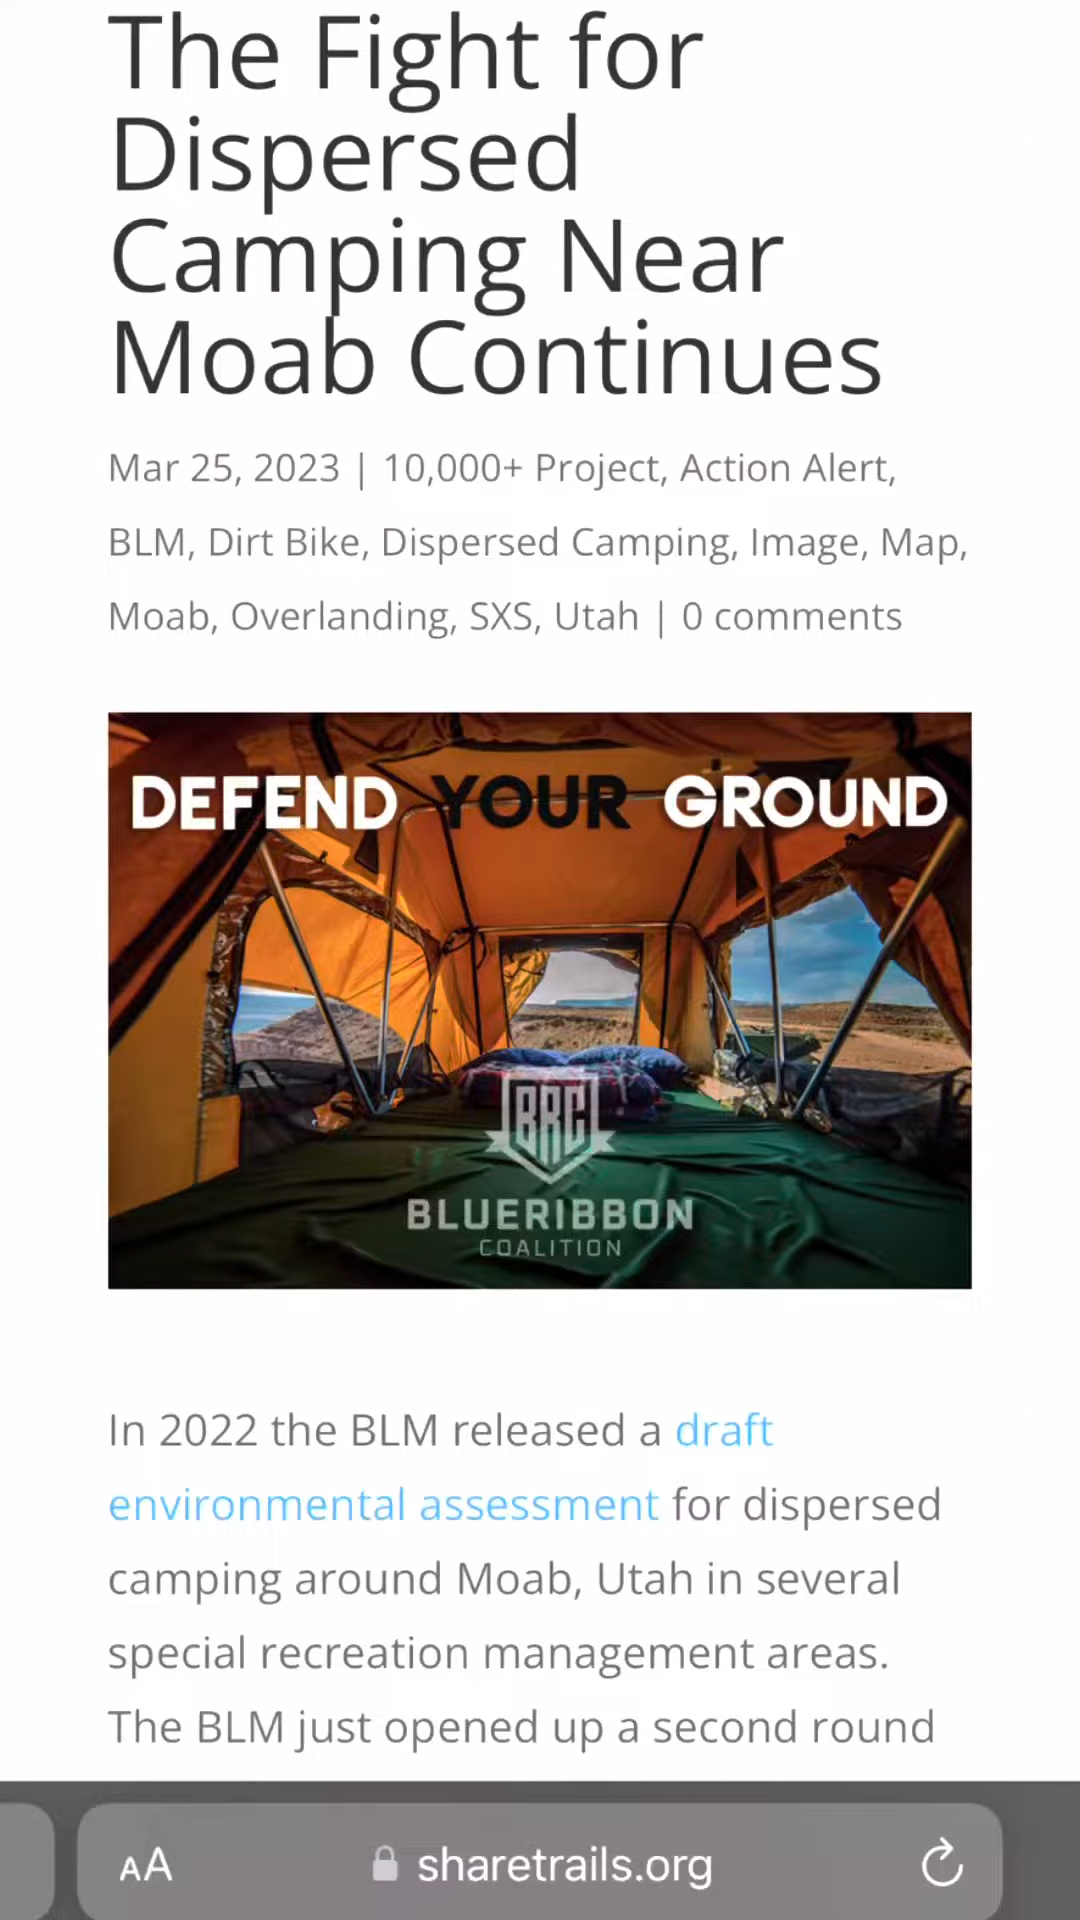 The Fight for
Dispersed
Camping Near
Moab Continues
Mar 25, 2023 | 10,000+ Project, Action Alert,
BLM, Dirt Bike, Dispersed Camping, Image, Map,
Moab, Overlanding, SXS, Utah | 0 comments
DEFEND YOUR GROUND
BRC
BLUERIBBON
COALITION
In 2022 the BLM released a draft
environmental assessment for dispersed
camping around Moab, Utah in several
special recreation management areas.
The BLM just opened up a second round
AA sharetrails.org